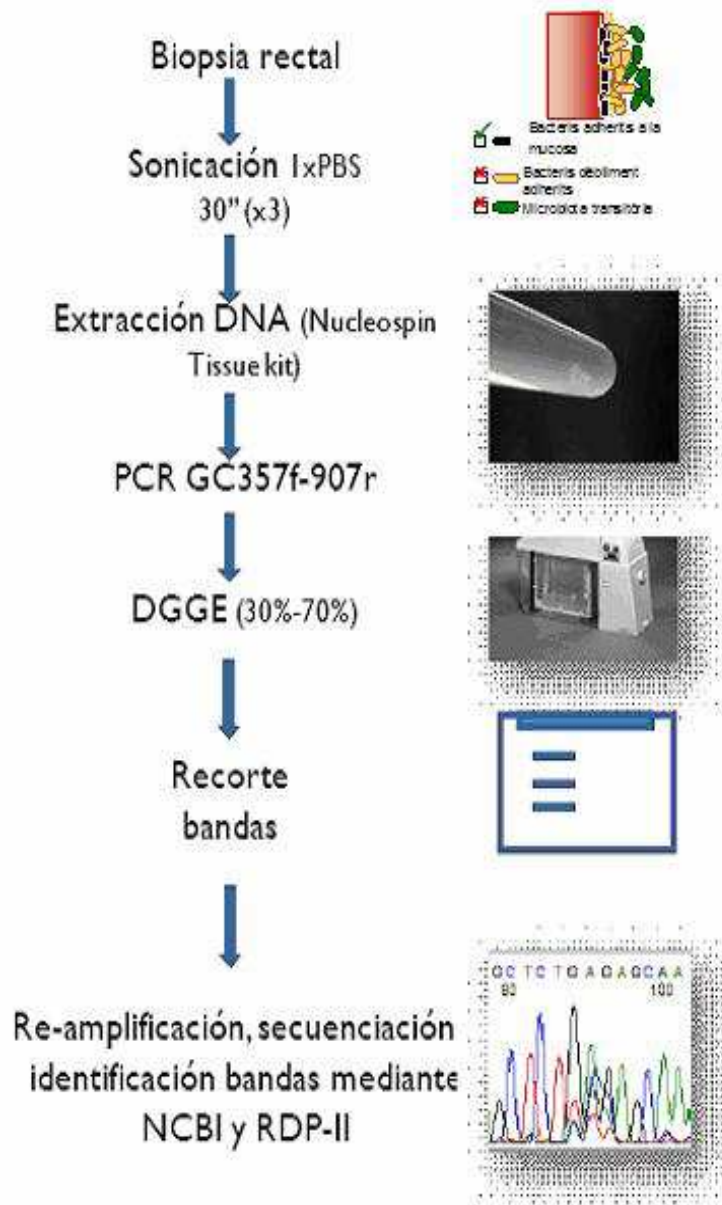 Biopsia rectal
Sonicación 1xPBS
30" (x3)
Extracción DNA (Nucleospin
Tissue kit)
PCR GC357f-907r
DGGE (30%-70%)
Recorte
bandas
Re-amplificación, secuenciación
identificación bandas mediante
NCBI y RDP-II
Bacteris adherits a la
mucosa
Bacteris dèbilment
adherits
Microbiota transitòria
G C T C T G A G A G C A A
100